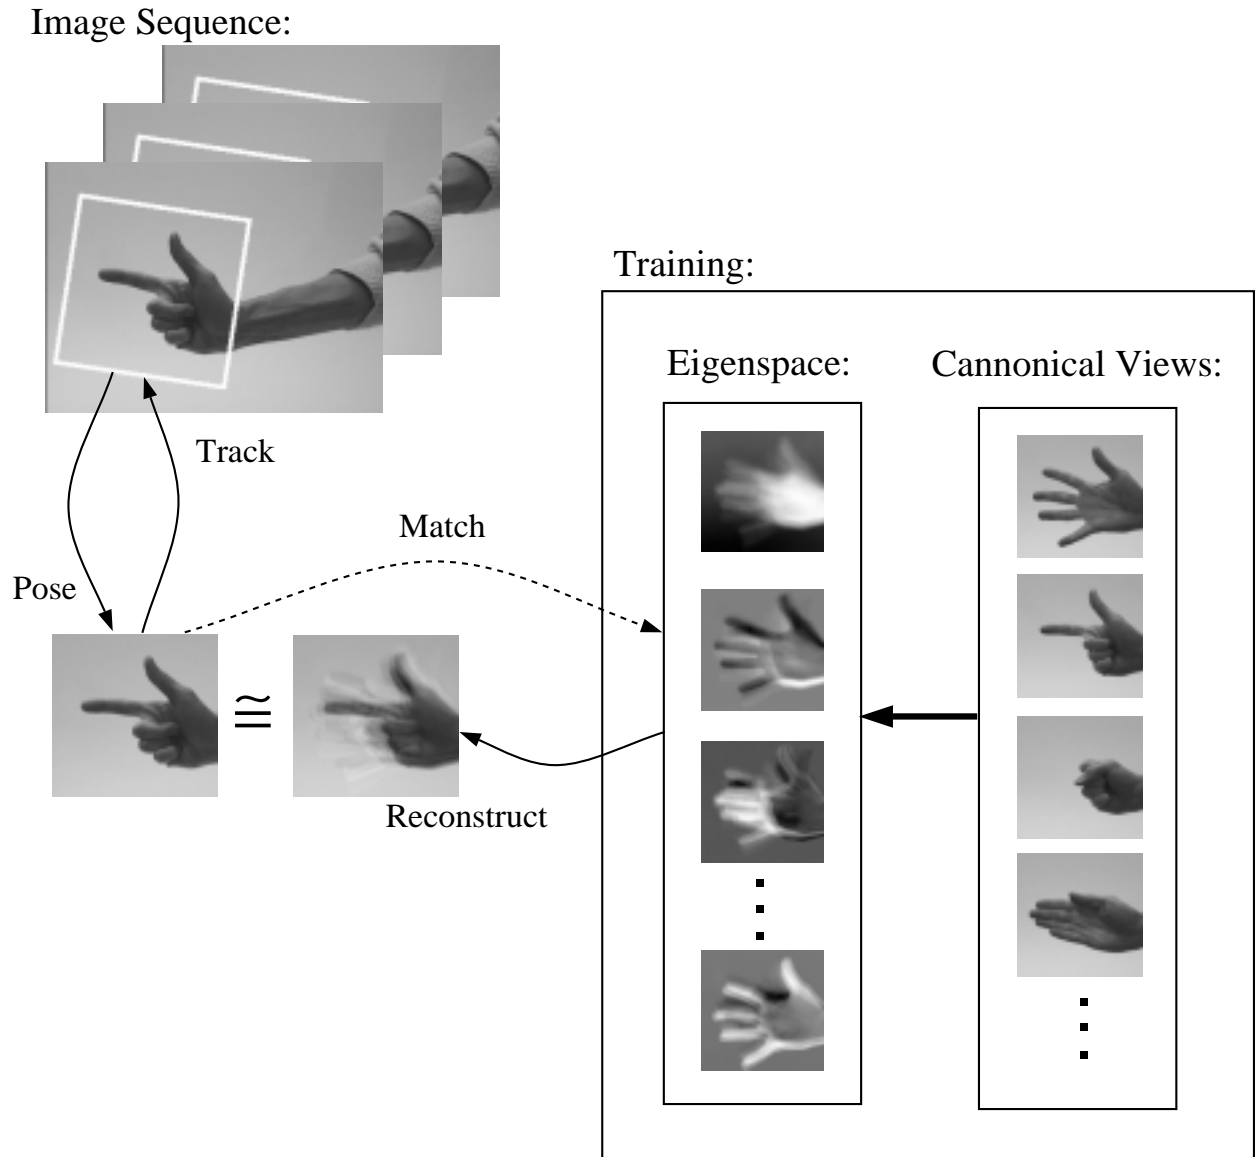 Image Sequence:
Training:
Eigenspace:
Cannonical Views:
Track
Match
Pose
≅
Reconstruct